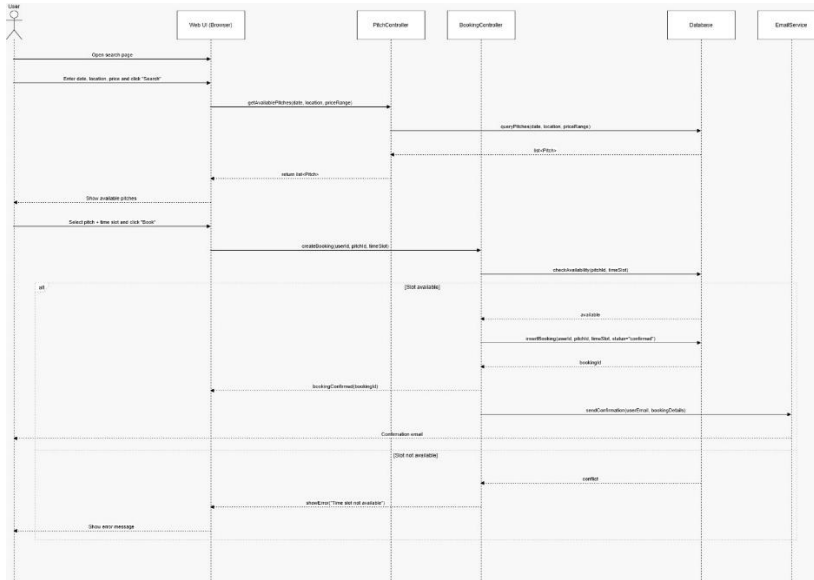 User
Web UI (Browser)
PitchController
BookingController
Database
EmailService
Open search page
Enter date, location, price and click "Search"
getAvailablePitches(date, location, priceRange)
queryPitches(date, location, priceRange)
list<Pitch>
return list<Pitch>
Show available pitches
Select pitch + time slot and click "Book"
createBooking(userId, pitchId, timeSlot)
checkAvailability(pitchId, timeSlot)
alt
[Slot available]
available
insertBooking(userId, pitchId, timeSlot, status="confirmed")
bookingId
bookingConfirmed(bookingId)
sendConfirmation(userEmail, bookingDetails)
Confirmation email
[Slot not available]
conflict
showError("Time slot not available")
Show error message